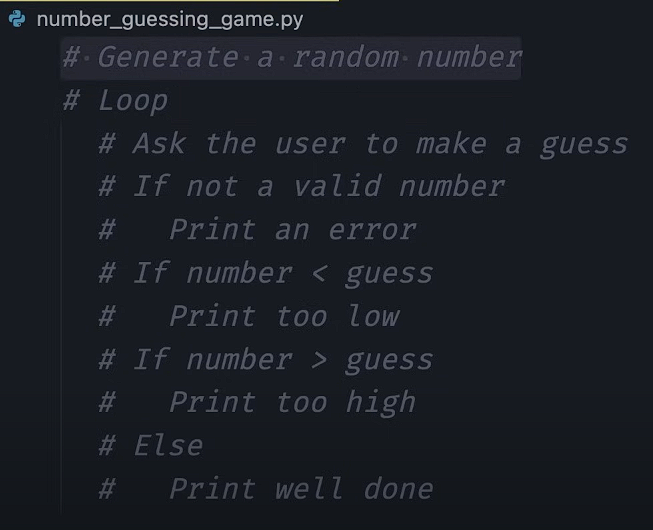 number_guessing_game.py
# Generate a random number
# Loop
# Ask the user to make a guess
# If not a valid number
#   Print an error
# If number < guess
#   Print too low
# If number > guess
#   Print too high
# Else
#   Print well done